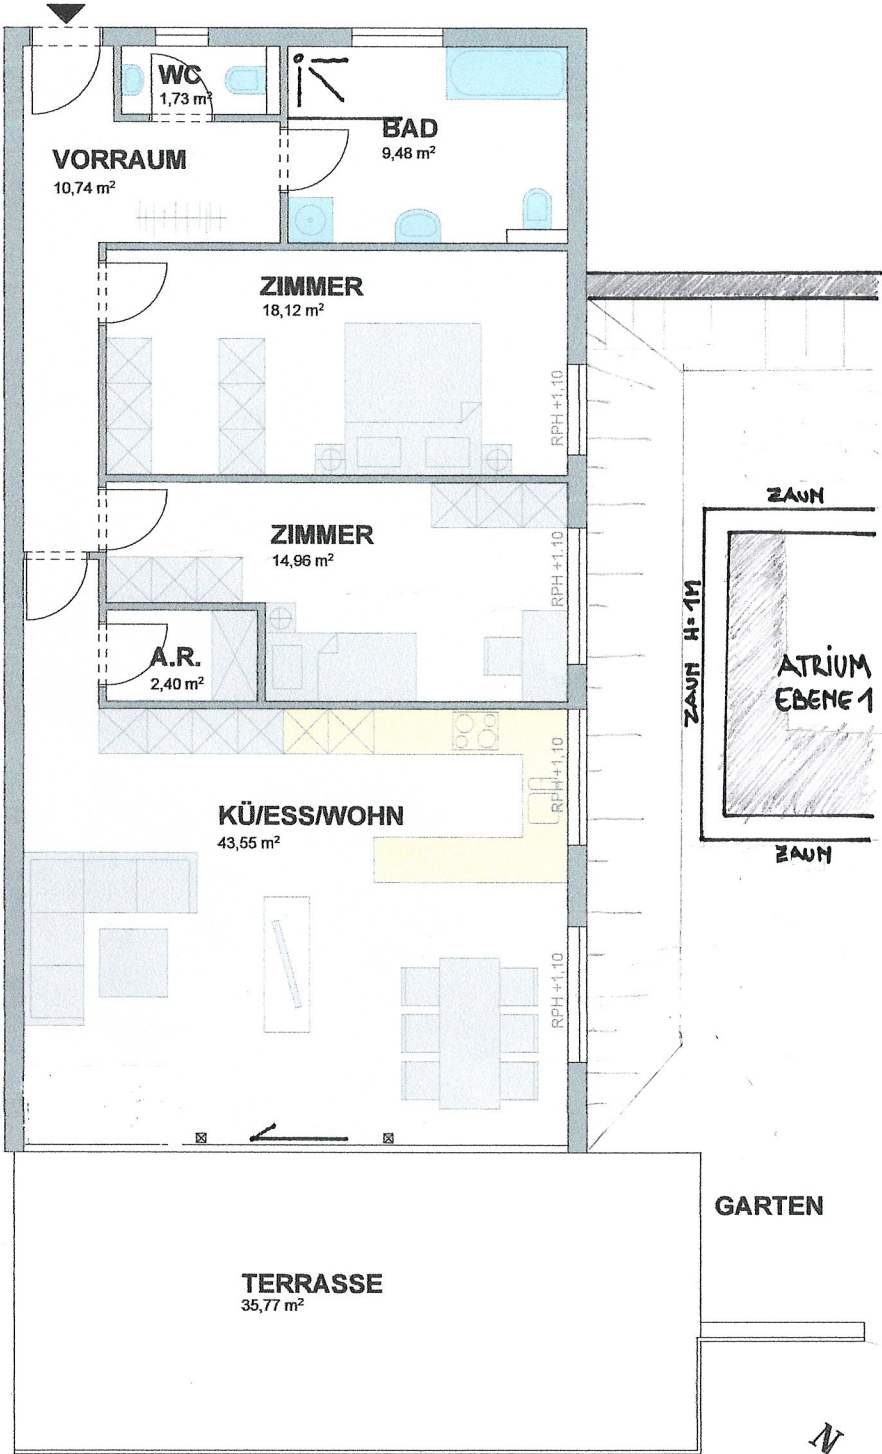 WC
1,73 m²
BAD
9,48 m²
VORRAUM
10,74 m²
ZIMMER
18,12 m²
RPH +1,10
ZAUN
ZIMMER
14,96 m²
RPH +1,10
ZAUN H=1M
A.R.
2,40 m²
ATRIUM
EBENE 1
RPH +1,10
KÜ/ESS/WOHN
43,55 m²
ZAUN
RPH +1,10
GARTEN
TERRASSE
35,77 m²
N